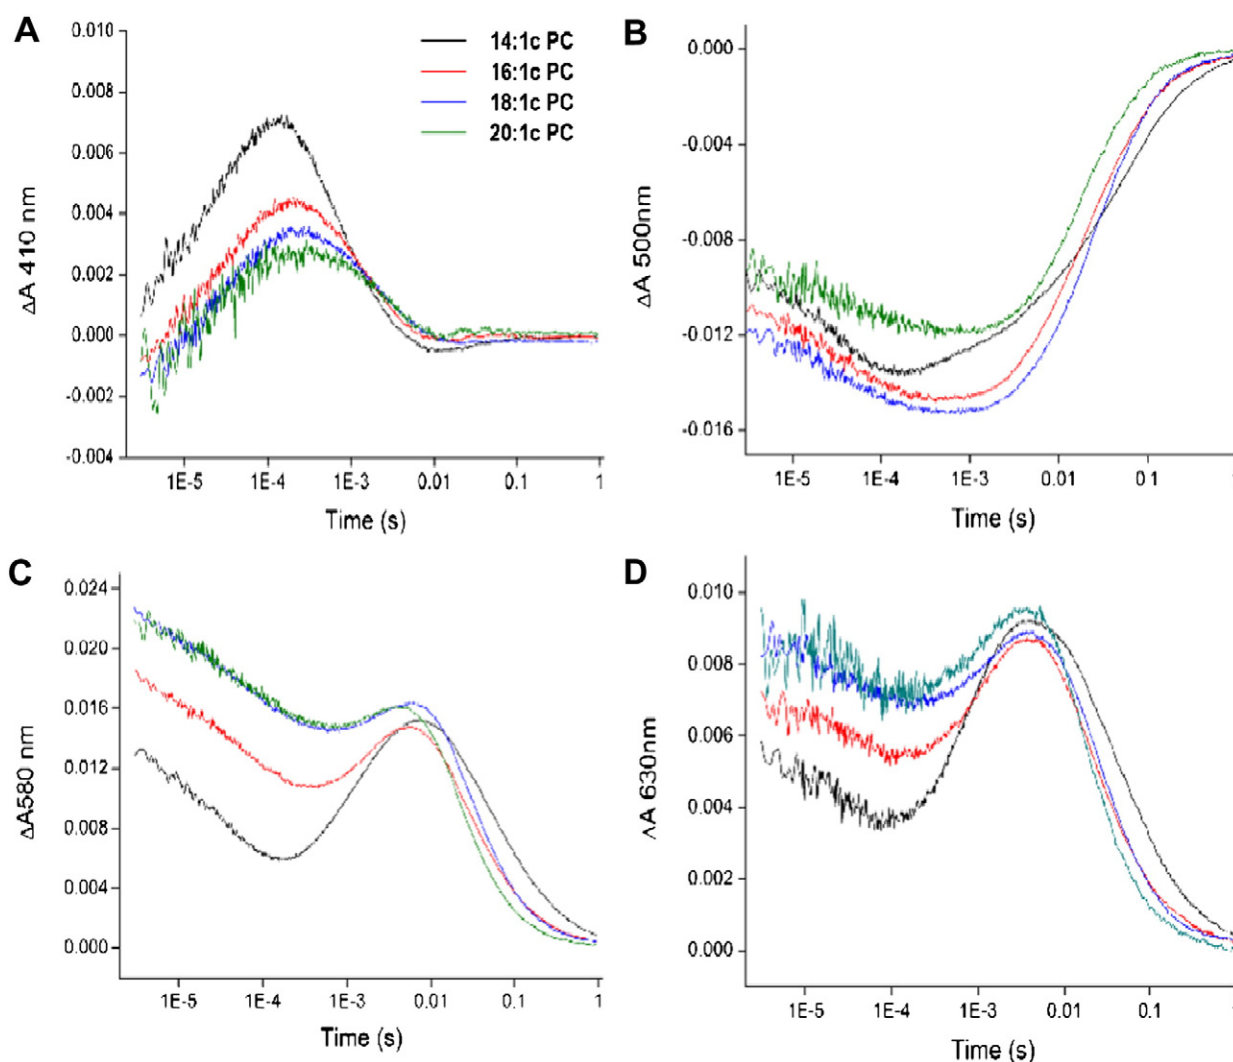 A
0.010
0.008
0.006
0.004
0.002
0.000
-0.002
-0.004
ΔA 410 nm
1E-5 1E-4 1E-3 0.01 0.1 1
Time (s)
14:1c PC
16:1c PC
18:1c PC
20:1c PC
B
0.000
-0.004
-0.008
-0.012
-0.016
ΔA 500nm
1E-5 1E-4 1E-3 0.01 0.1
Time (s)
C
0.024
0.020
0.016
0.012
0.008
0.004
0.000
ΔA580 nm
1E-5 1E-4 1E-3 0.01 0.1 1
Time (s)
D
0.010
0.008
0.006
0.004
0.002
0.000
ΔA 630nm
1E-5 1E-4 1E-3 0.01 0.1
Time (s)